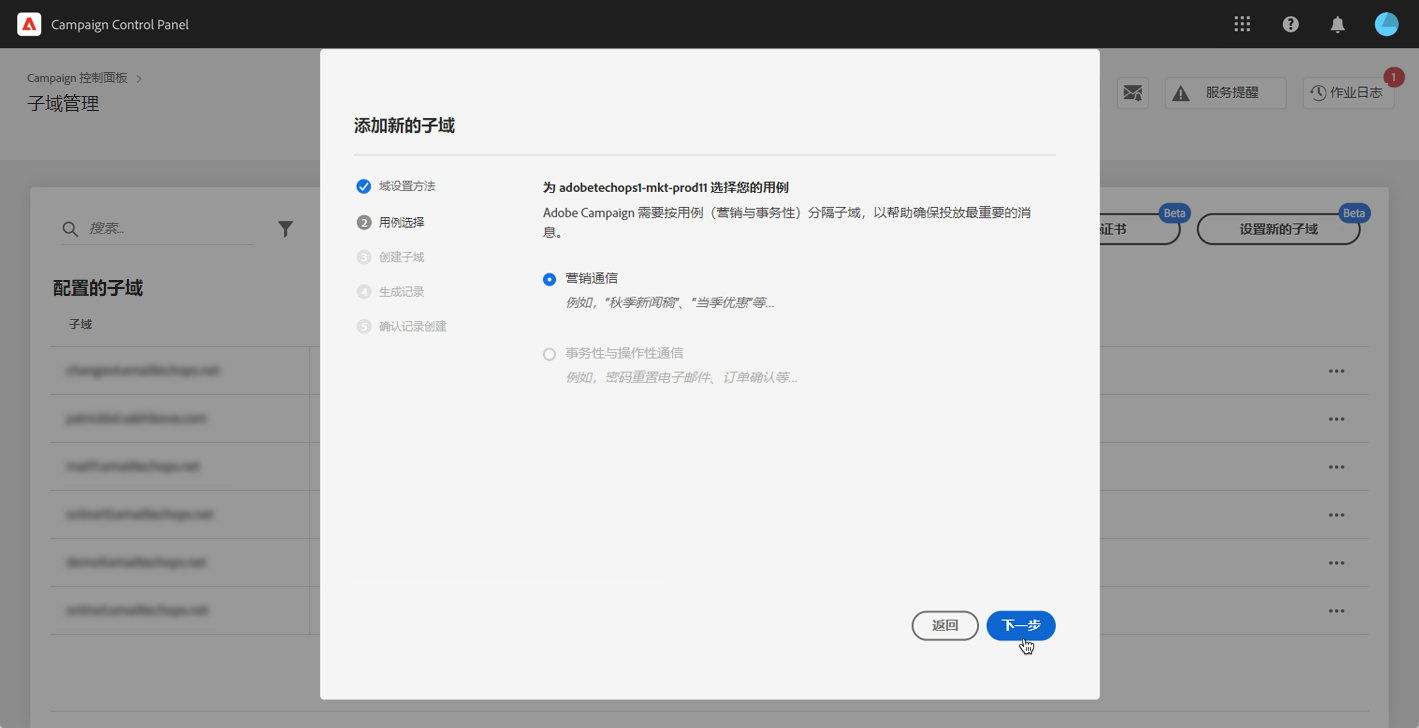 Campaign Control Panel
Campaign 控制面板
子域管理
服务提醒
作业日志
1
搜索...
证书
Beta
设置新的子域
Beta
配置的子域
子域
添加新的子域
域设置方法
2 用例选择
3 创建子域
4 生成记录
5 确认记录创建
为 adobetechops1-mkt-prod11 选择您的用例
Adobe Campaign 需要按用例（营销与事务性）分隔子域，以帮助确保投放最重要的消
息。
营销通信
例如，“秋季新闻稿”、“当季优惠”等...
事务性与操作性通信
例如，密码重置电子邮件、订单确认等...
返回
下一步